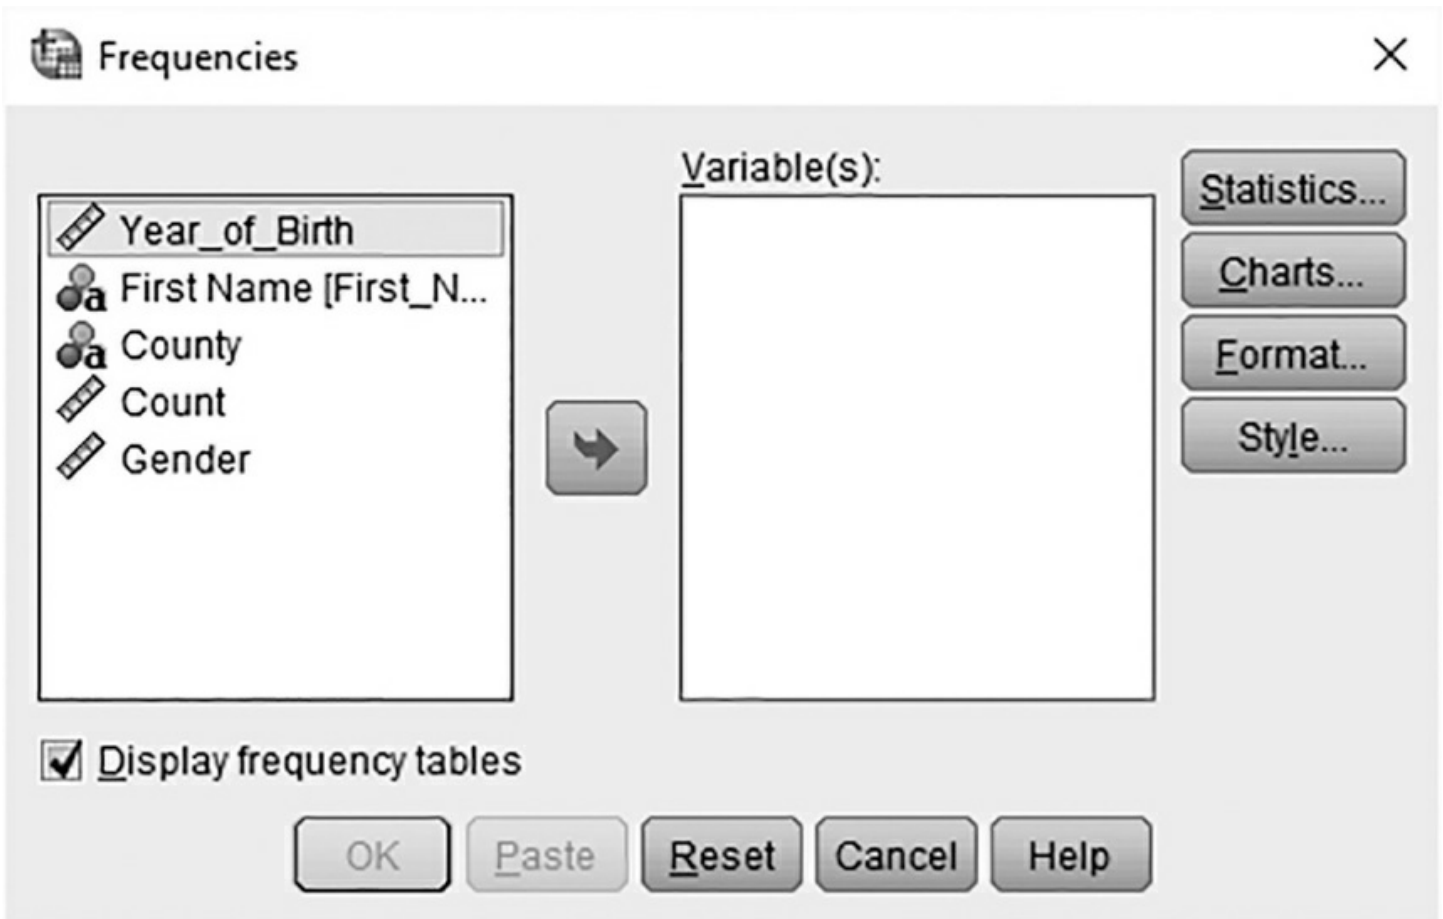 Frequencies
Variable(s):
Year_of_Birth
First Name [First_N...
County
Count
Gender
Statistics...
Charts...
Format...
Style...
Display frequency tables
OK
Paste
Reset
Cancel
Help